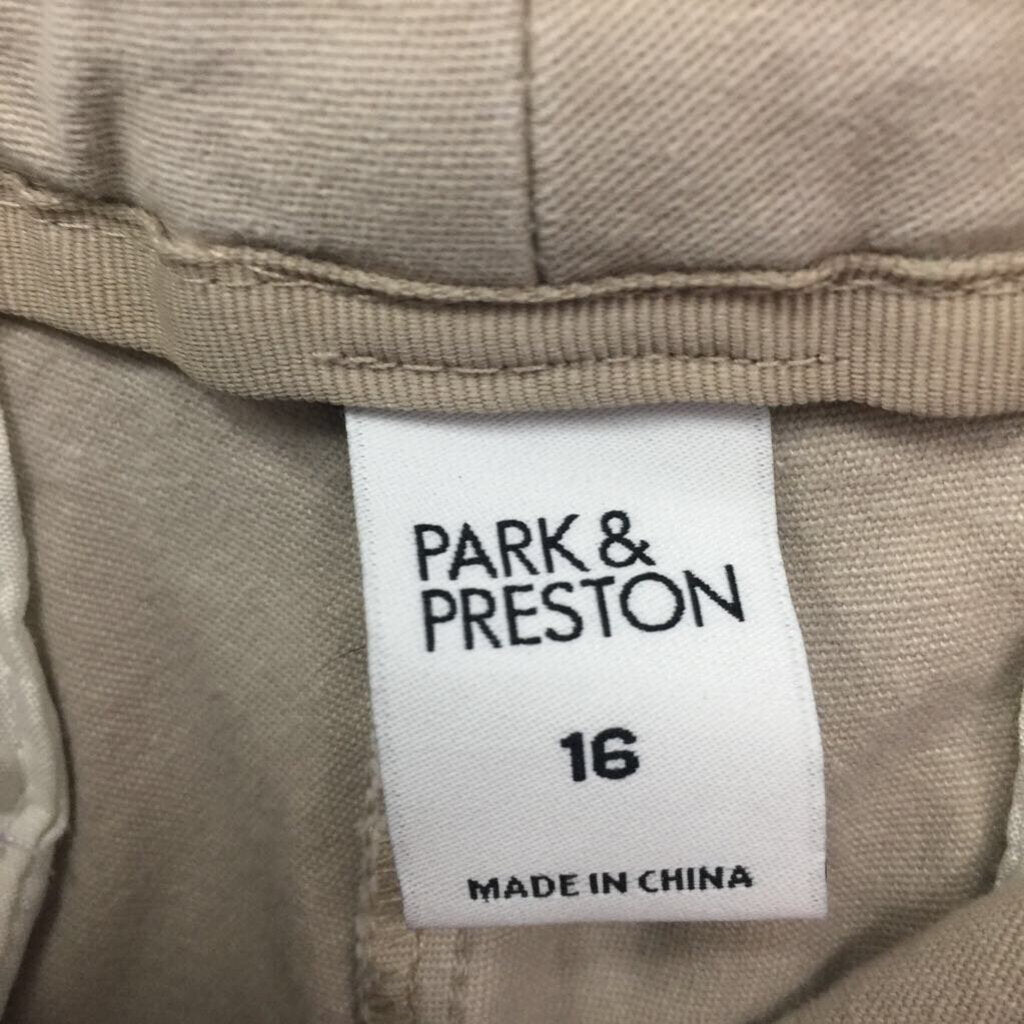 PARK &
PRESTON
16
MADE IN CHINA